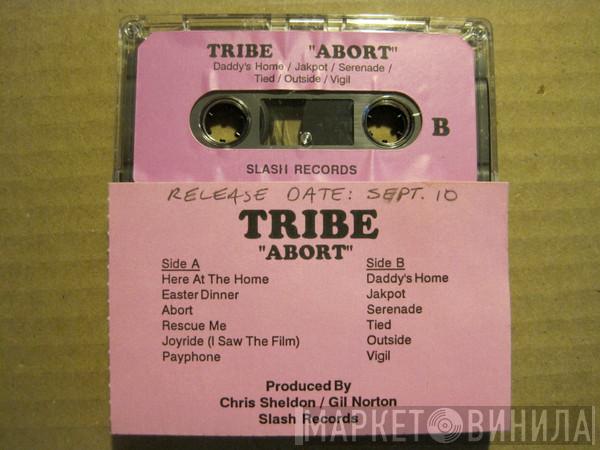 TRIBE "ABORT"
Daddy's Home / Jakpot / Serenade /
Tied / Outside / Vigil
B
SLASH RECORDS
RELEASE DATE: SEPT. 10
TRIBE
"ABORT"
Side A
Here At The Home
Easter Dinner
Abort
Rescue Me
Joyride (I Saw The Film)
Payphone
Side B
Daddy's Home
Jakpot
Serenade
Tied
Outside
Vigil
Produced By
Chris Sheldon / Gil Norton
Slash Records
МАРКЕТ ВИНИЛА